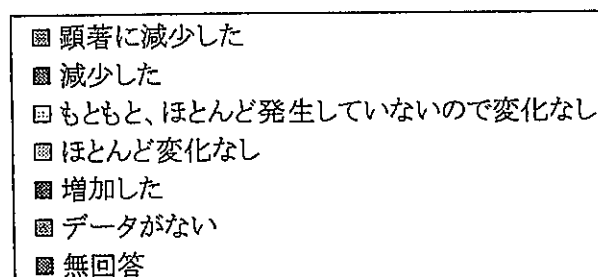 顕著に減少した
減少した
もともと、ほとんど発生していないので変化なし
ほとんど変化なし
増加した
データがない
無回答